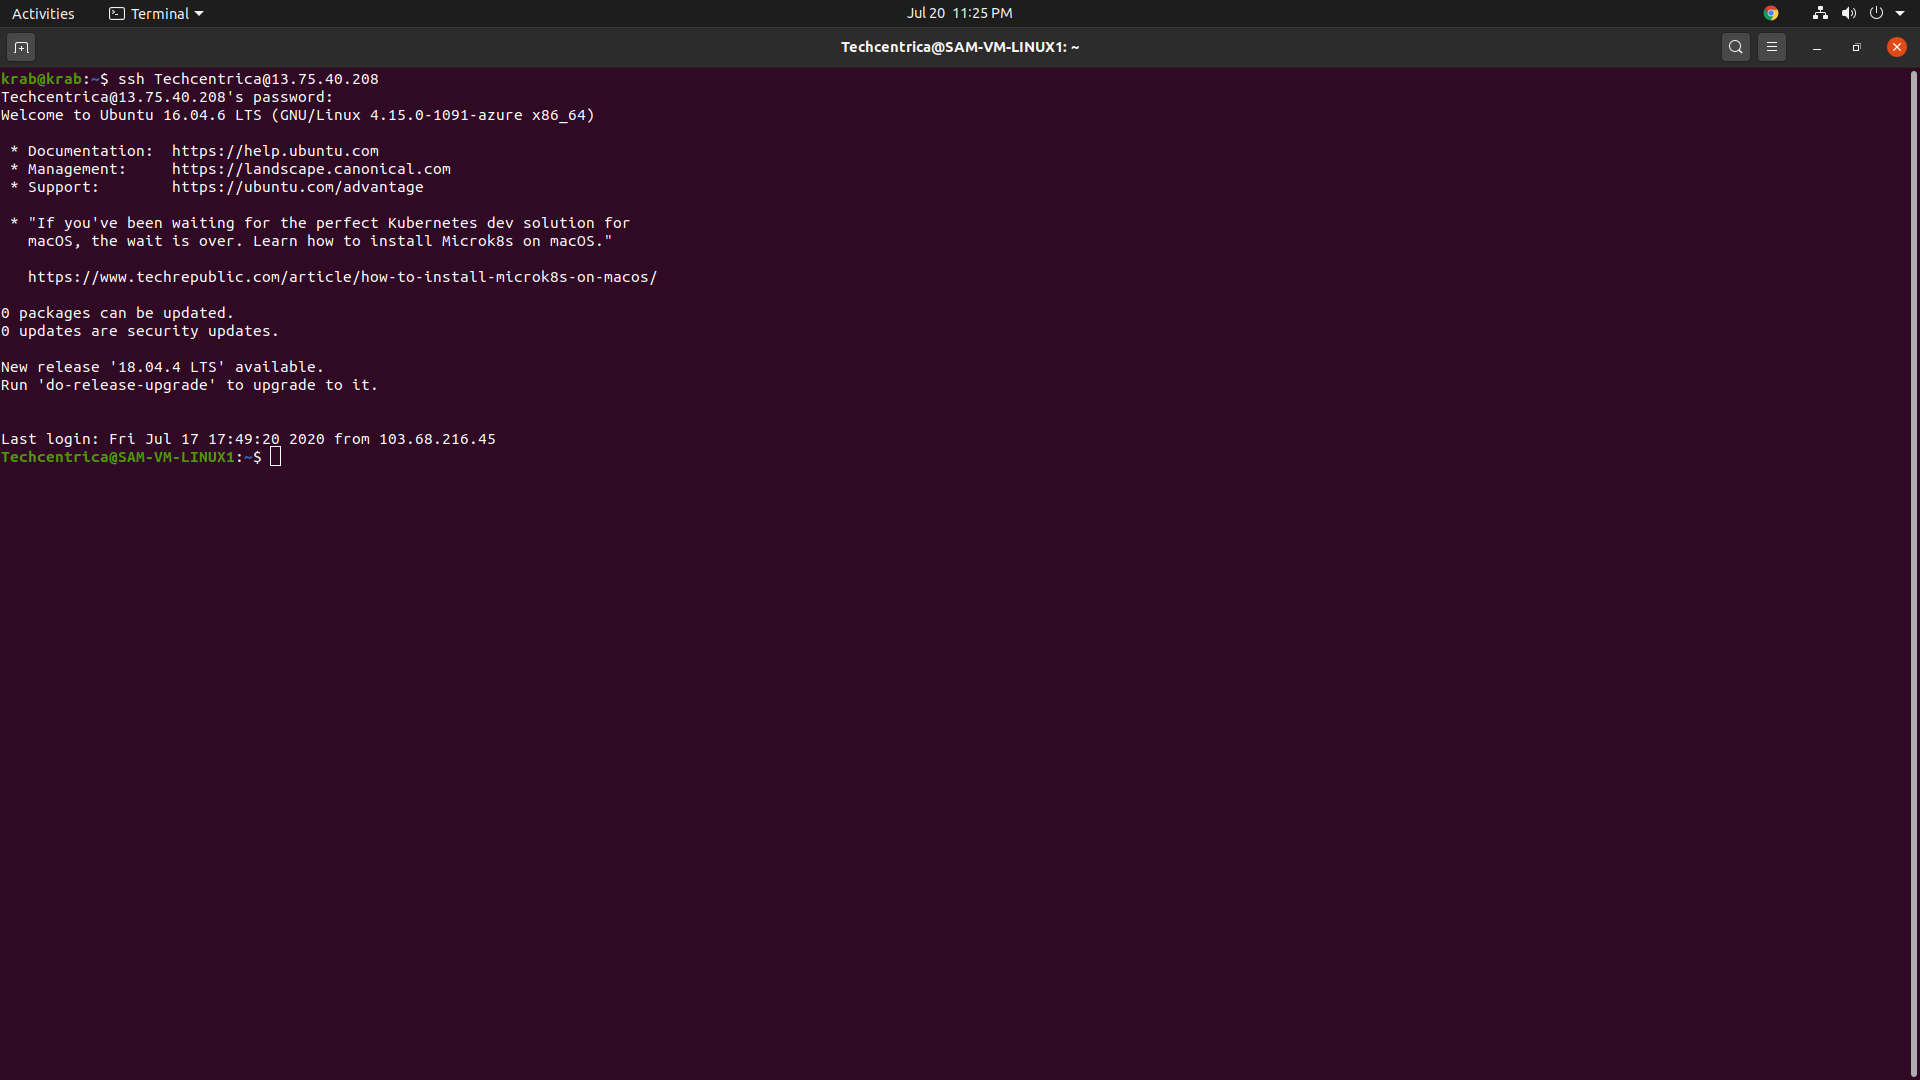 Activities Terminal Jul 20 11:25 PM
Techcentrica@SAM-VM-LINUX1: ~
krab@krab:~$ ssh Techcentrica@13.75.40.208
Techcentrica@13.75.40.208's password:
Welcome to Ubuntu 16.04.6 LTS (GNU/Linux 4.15.0-1091-azure x86_64)
* Documentation:  https://help.ubuntu.com
* Management:     https://landscape.canonical.com
* Support:        https://ubuntu.com/advantage
* "If you've been waiting for the perfect Kubernetes dev solution for
macOS, the wait is over. Learn how to install Microk8s on macOS."
https://www.techrepublic.com/article/how-to-install-microk8s-on-macos/
0 packages can be updated.
0 updates are security updates.
New release '18.04.4 LTS' available.
Run 'do-release-upgrade' to upgrade to it.
Last login: Fri Jul 17 17:49:20 2020 from 103.68.216.45
Techcentrica@SAM-VM-LINUX1:~$